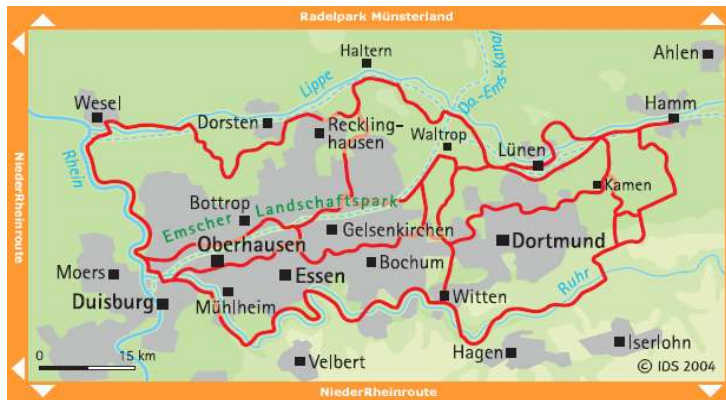 Radelpark Münsterland
Haltern
Ahlen
Lippe
Do.-Ems-Kanal
Wesel
Hamm
Dorsten
Reckling-
hausen
Waltrop
Lünen
Rhein
Kamen
NiederRheinroute
Bottrop
Emscher Landschaftspark
Gelsenkirchen
Oberhausen
Dortmund
Moers
Essen
Bochum
Ruhr
Duisburg
Mühlheim
Witten
0 15 km
Velbert
Hagen
Iserlohn
© IDS 2004
NiederRheinroute